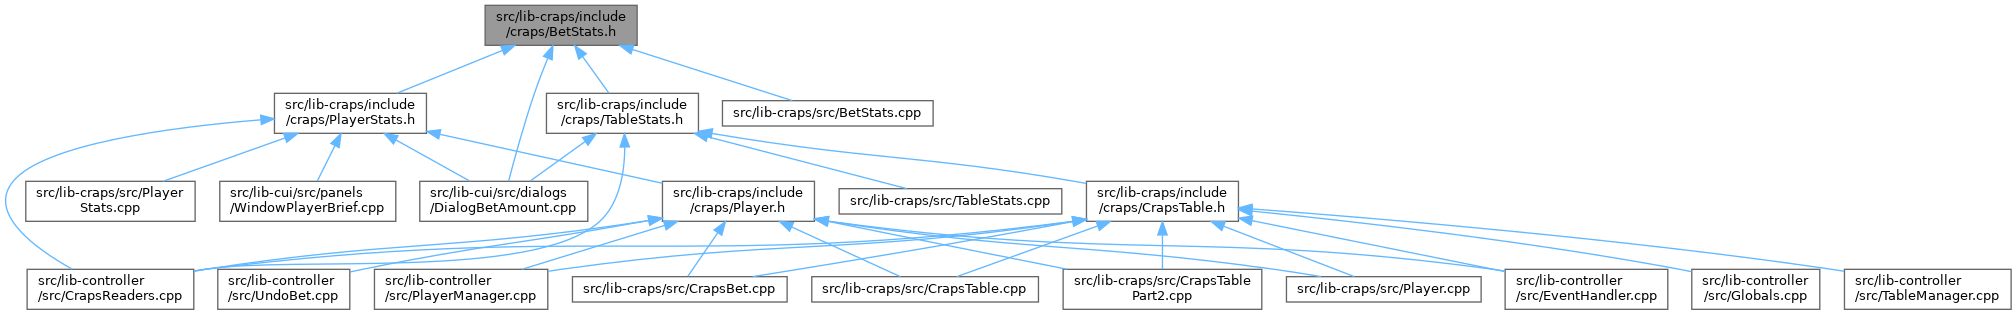 src/lib-craps/include
/craps/BetStats.h
src/lib-craps/include
/craps/PlayerStats.h
src/lib-craps/include
/craps/TableStats.h
src/lib-craps/src/BetStats.cpp
src/lib-craps/src/Player
Stats.cpp
src/lib-cui/src/panels
/WindowPlayerBrief.cpp
src/lib-cui/src/dialogs
/DialogBetAmount.cpp
src/lib-craps/include
/craps/Player.h
src/lib-craps/src/TableStats.cpp
src/lib-craps/include
/craps/CrapsTable.h
src/lib-controller
/src/CrapsReaders.cpp
src/lib-controller
/src/UndoBet.cpp
src/lib-controller
/src/PlayerManager.cpp
src/lib-craps/src/CrapsBet.cpp
src/lib-craps/src/CrapsTable.cpp
src/lib-craps/src/CrapsTable
Part2.cpp
src/lib-craps/src/Player.cpp
src/lib-controller
/src/EventHandler.cpp
src/lib-controller
/src/Globals.cpp
src/lib-controller
/src/TableManager.cpp